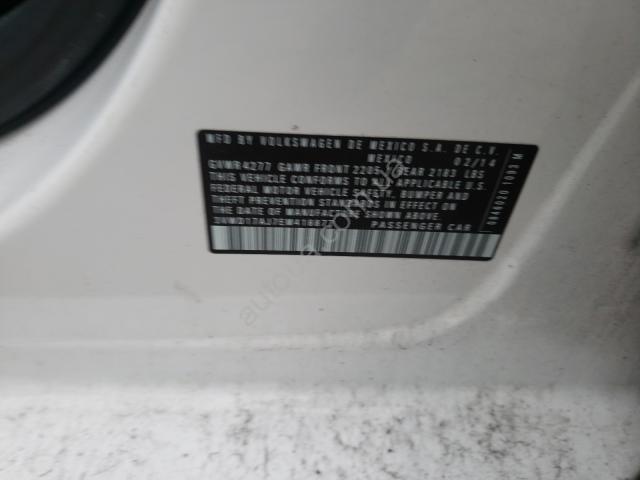 MFD BY VOLKSWAGEN DE MEXICO S.A. DE C.V.
MEXICO 02/14
GVWR 4277 GAWR FRONT 2205 REAR 2183 LBS
THIS VEHICLE CONFORMS TO ALL APPLICABLE U.S.
FEDERAL MOTOR VEHICLE SAFETY, BUMPER AND
THEFT PREVENTION STANDARDS IN EFFECT ON
THE DATE OF MANUFACTURE SHOWN ABOVE.
PASSENGER CAR